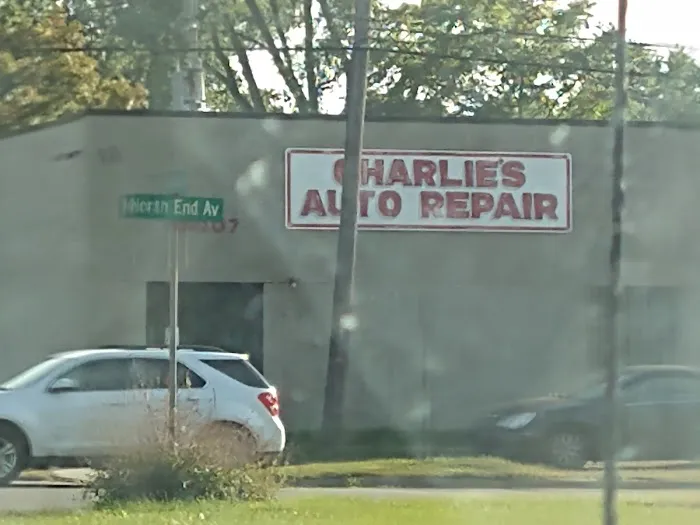 CHARLIE'S
AUTO REPAIR
North End Av